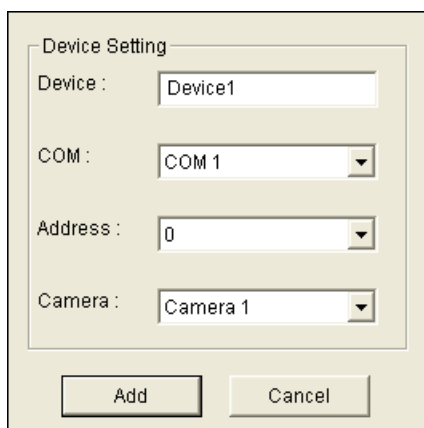 Device Setting
Device : Device1
COM : COM 1
Address : 0
Camera : Camera 1
Add Cancel